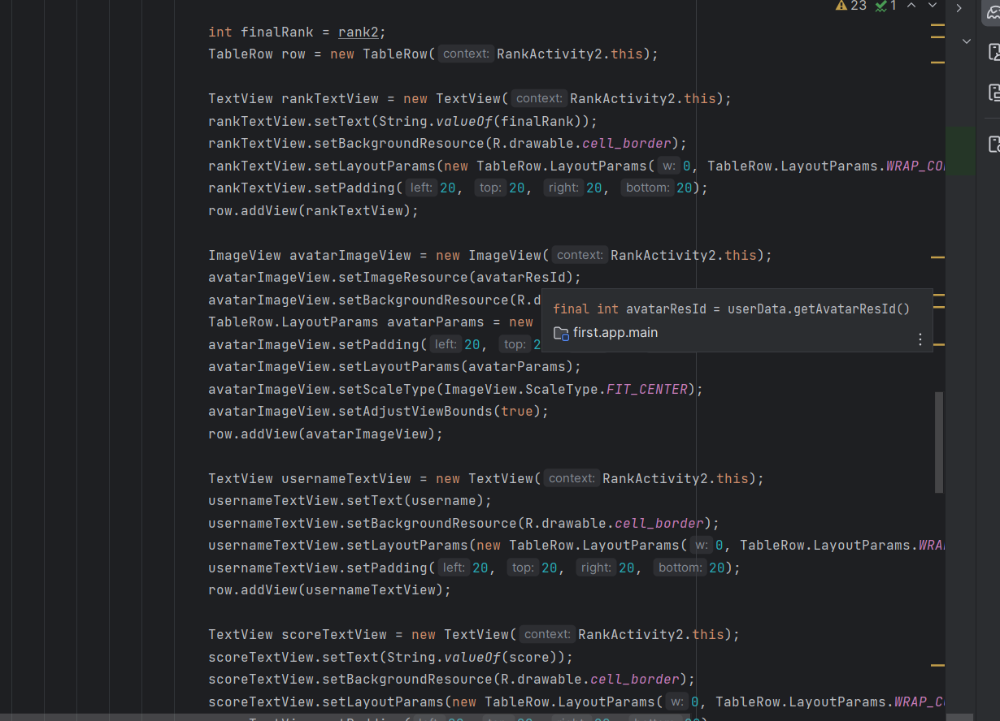 23 1
int finalRank = rank2;
TableRow row = new TableRow( context: RankActivity2.this);
TextView rankTextView = new TextView( context: RankActivity2.this);
rankTextView.setText(String.valueOf(finalRank));
rankTextView.setBackgroundResource(R.drawable.cell_border);
rankTextView.setLayoutParams(new TableRow.LayoutParams( w: 0, TableRow.LayoutParams.WRAP_CO
rankTextView.setPadding( left: 20, top: 20, right: 20, bottom: 20);
row.addView(rankTextView);
ImageView avatarImageView = new ImageView( context: RankActivity2.this);
avatarImageView.setImageResource(avatarResId);
avatarImageView.setBackgroundResource(R.d
final int avatarResId = userData.getAvatarResId()
TableRow.LayoutParams avatarParams = new
first.app.main
avatarImageView.setPadding( left: 20, top: 2
avatarImageView.setLayoutParams(avatarParams);
avatarImageView.setScaleType(ImageView.ScaleType.FIT_CENTER);
avatarImageView.setAdjustViewBounds(true);
row.addView(avatarImageView);
TextView usernameTextView = new TextView( context: RankActivity2.this);
usernameTextView.setText(username);
usernameTextView.setBackgroundResource(R.drawable.cell_border);
usernameTextView.setLayoutParams(new TableRow.LayoutParams( w: 0, TableRow.LayoutParams.WRA
usernameTextView.setPadding( left: 20, top: 20, right: 20, bottom: 20);
row.addView(usernameTextView);
TextView scoreTextView = new TextView( context: RankActivity2.this);
scoreTextView.setText(String.valueOf(score));
scoreTextView.setBackgroundResource(R.drawable.cell_border);
scoreTextView.setLayoutParams(new TableRow.LayoutParams( w: 0, TableRow.LayoutParams.WRAP_C